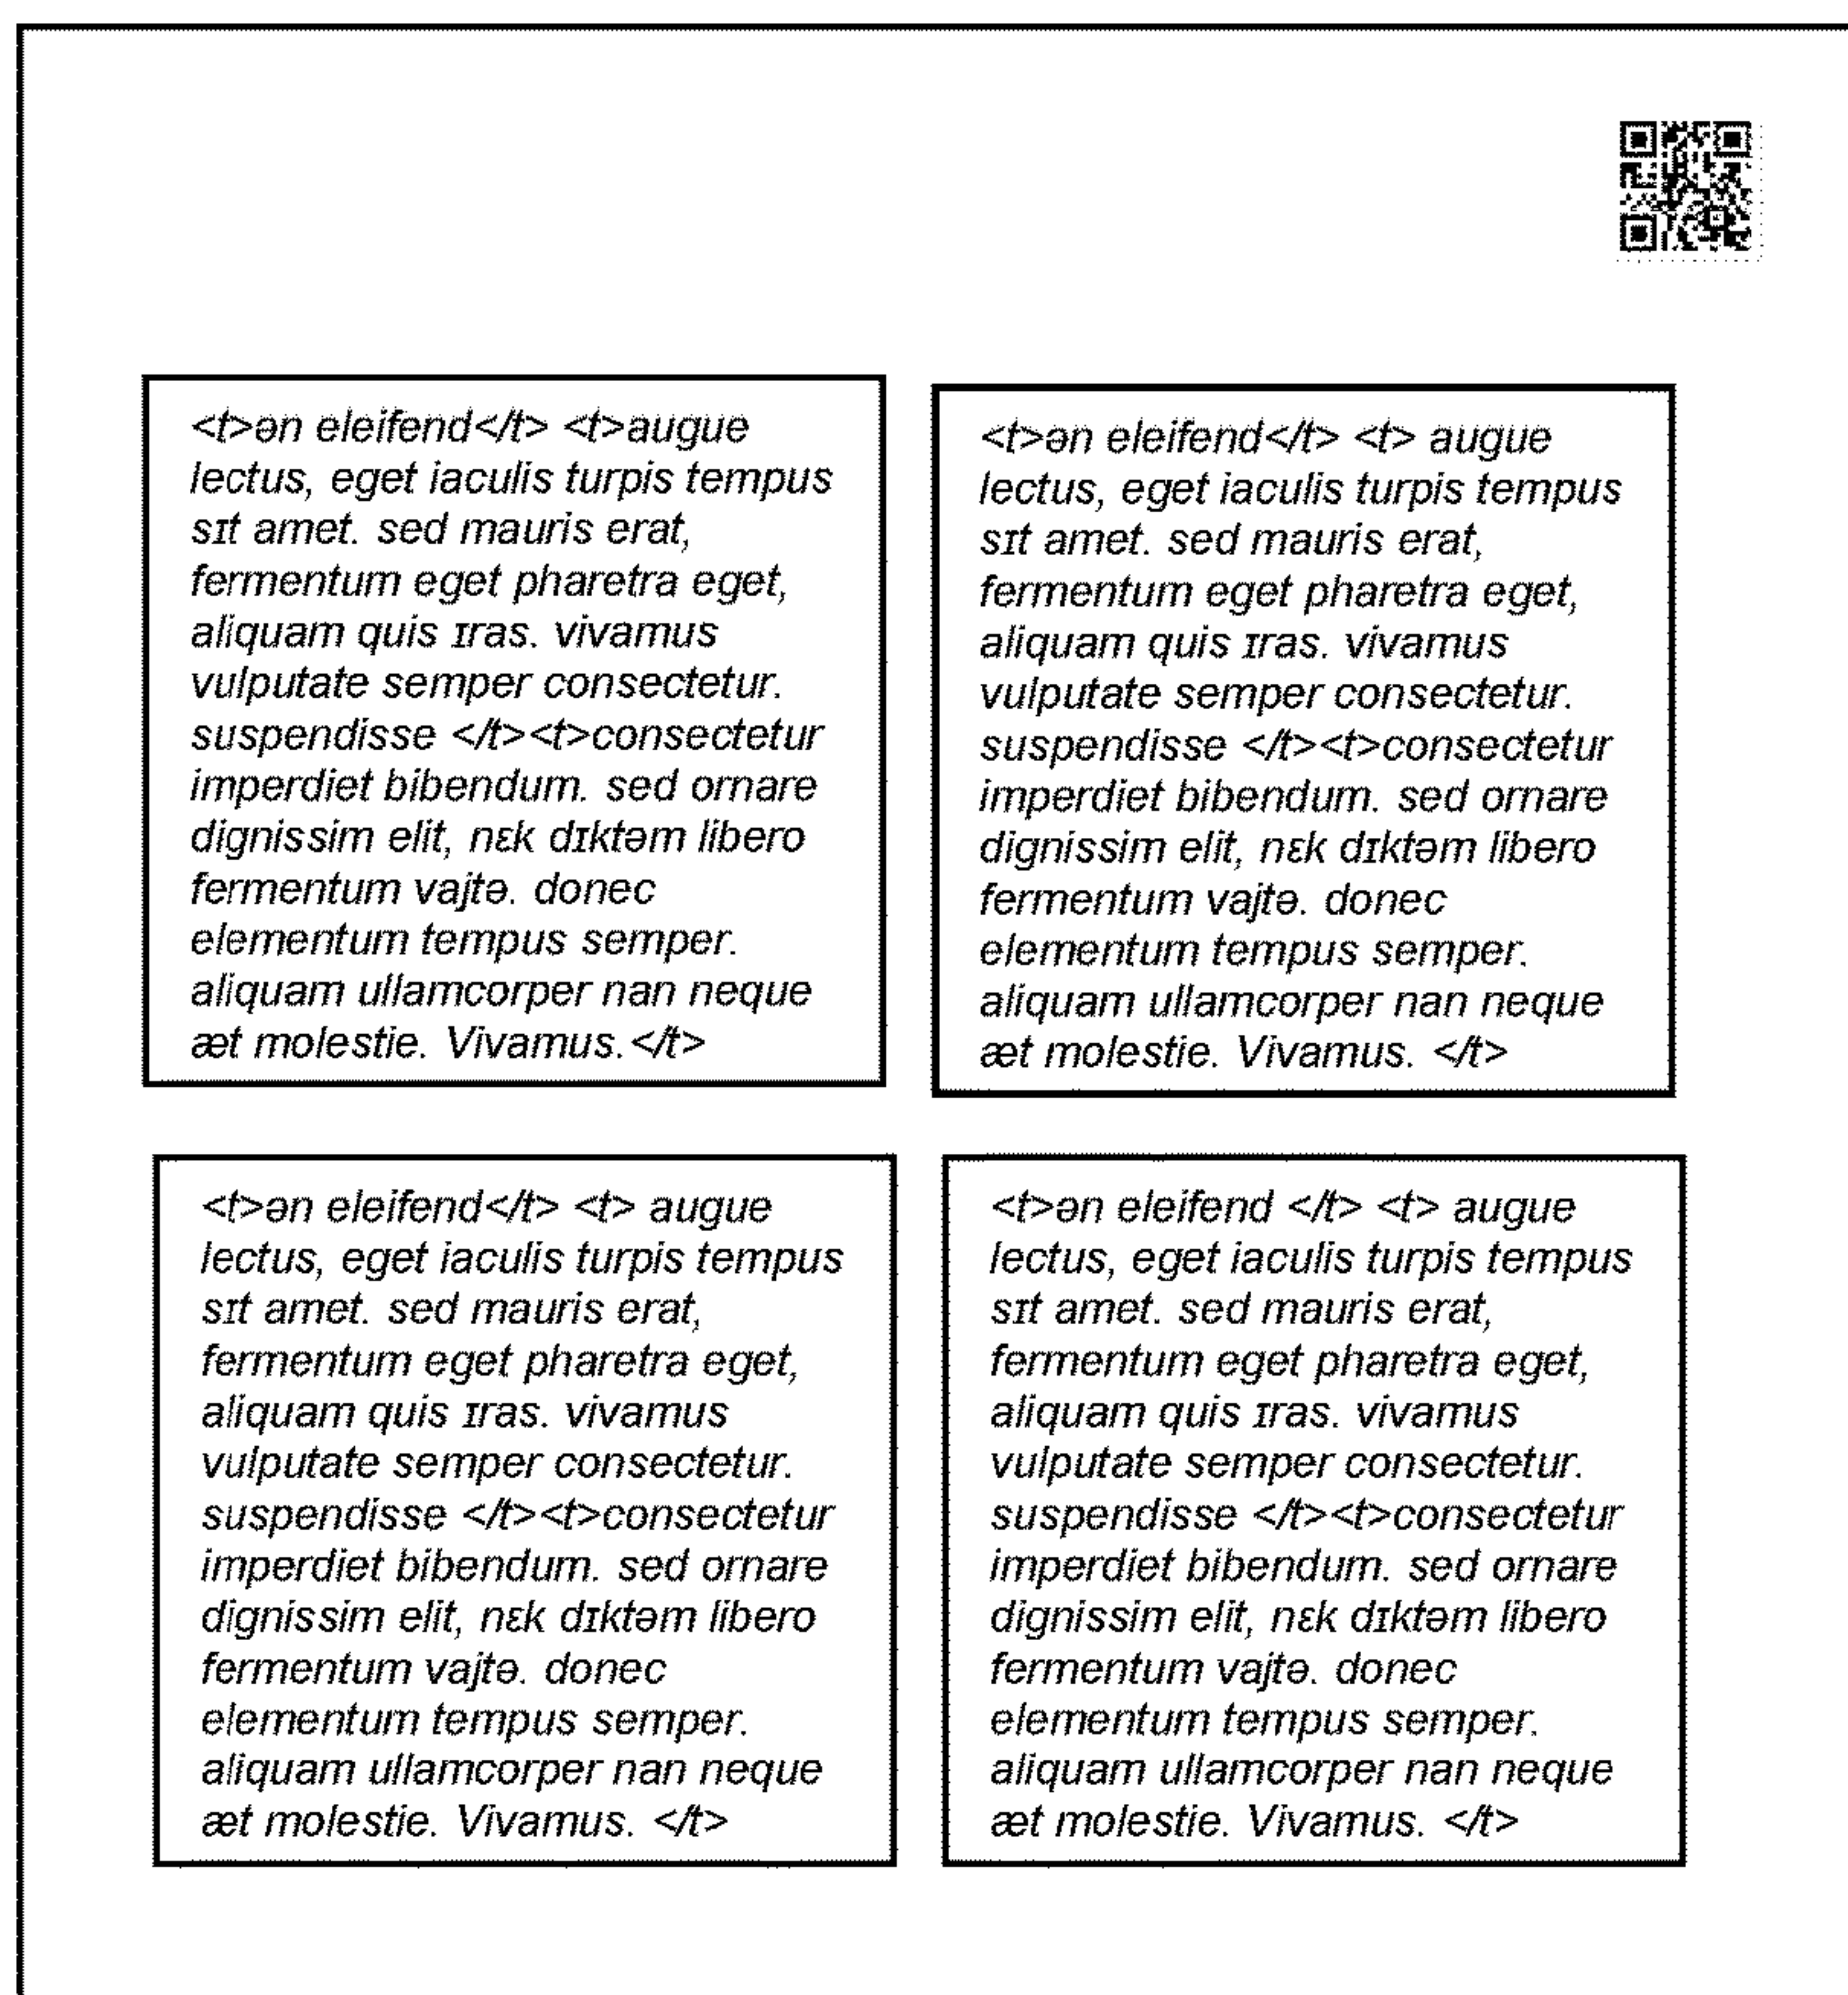 <t>ən eleifend</t> <t>augue
lectus, eget iaculis turpis tempus
sɪt amet. sed mauris erat,
fermentum eget pharetra eget,
aliquam quis ɪras. vivamus
vulputate semper consectetur.
suspendisse </t><t>consectetur
imperdiet bibendum. sed ornare
dignissim elit, nɛk dɪktəm libero
fermentum vajtə. donec
elementum tempus semper.
aliquam ullamcorper nan neque
æt molestie. Vivamus.</t>
<t>ən eleifend</t> <t> augue
lectus, eget iaculis turpis tempus
sɪt amet. sed mauris erat,
fermentum eget pharetra eget,
aliquam quis ɪras. vivamus
vulputate semper consectetur.
suspendisse </t><t>consectetur
imperdiet bibendum. sed ornare
dignissim elit, nɛk dɪktəm libero
fermentum vajtə. donec
elementum tempus semper.
aliquam ullamcorper nan neque
æt molestie. Vivamus. </t>
<t>ən eleifend</t> <t> augue
lectus, eget iaculis turpis tempus
sɪt amet. sed mauris erat,
fermentum eget pharetra eget,
aliquam quis ɪras. vivamus
vulputate semper consectetur.
suspendisse </t><t>consectetur
imperdiet bibendum. sed ornare
dignissim elit, nɛk dɪktəm libero
fermentum vajtə. donec
elementum tempus semper.
aliquam ullamcorper nan neque
æt molestie. Vivamus. </t>
<t>ən eleifend </t> <t> augue
lectus, eget iaculis turpis tempus
sɪt amet. sed mauris erat,
fermentum eget pharetra eget,
aliquam quis ɪras. vivamus
vulputate semper consectetur.
suspendisse </t><t>consectetur
imperdiet bibendum. sed ornare
dignissim elit, nɛk dɪktəm libero
fermentum vajtə. donec
elementum tempus semper.
aliquam ullamcorper nan neque
æt molestie. Vivamus. </t>